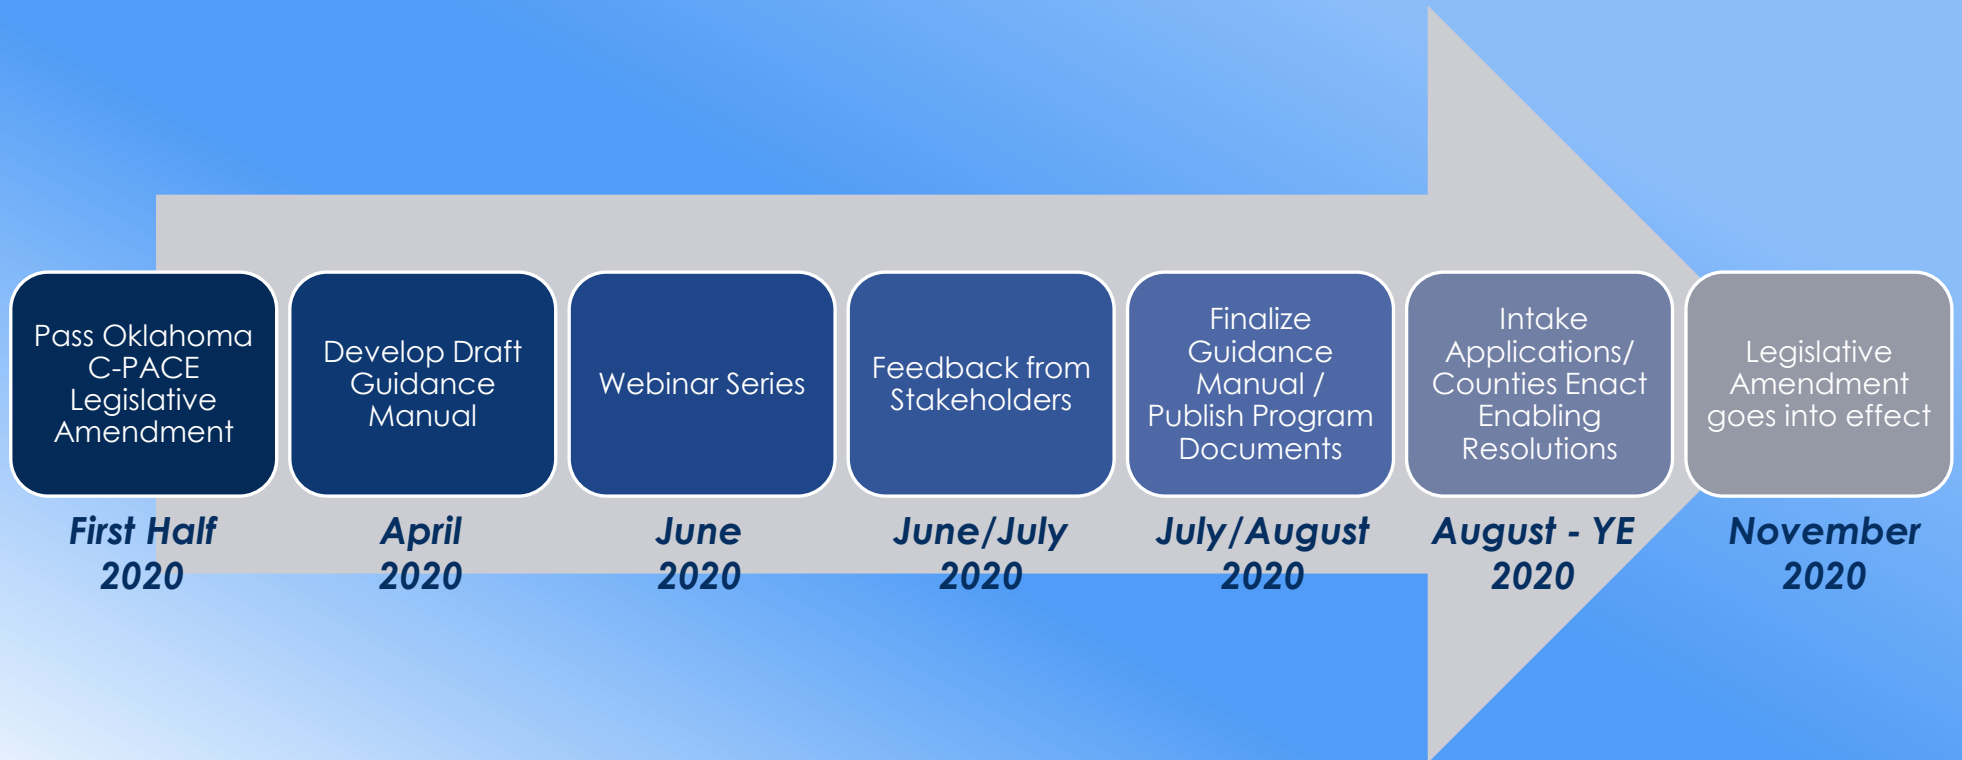 Pass Oklahoma
C-PACE
Legislative
Amendment
First Half
2020
Develop Draft
Guidance
Manual
April
2020
Webinar Series
June
2020
Feedback from
Stakeholders
June/July
2020
Finalize
Guidance
Manual /
Publish Program
Documents
July/August
2020
Intake
Applications/
Counties Enact
Enabling
Resolutions
August - YE
2020
Legislative
Amendment
goes into effect
November
2020